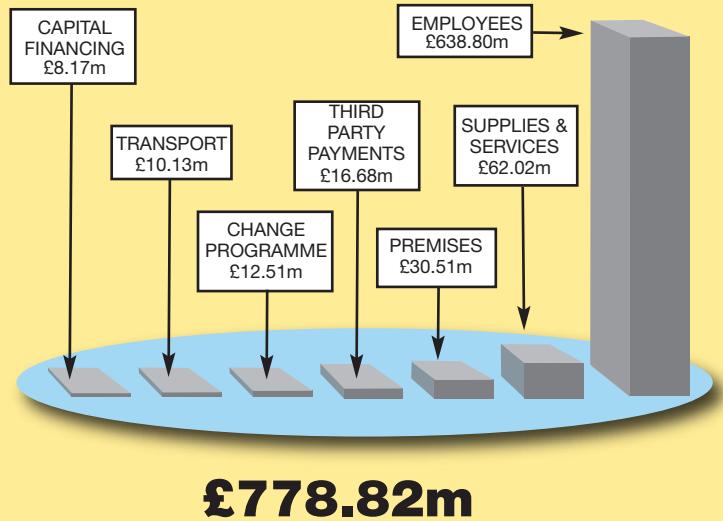 CAPITAL
FINANCING
£8.17m
TRANSPORT
£10.13m
CHANGE
PROGRAMME
£12.51m
THIRD
PARTY
PAYMENTS
£16.68m
PREMISES
£30.51m
SUPPLIES &
SERVICES
£62.02m
EMPLOYEES
£638.80m
£778.82m